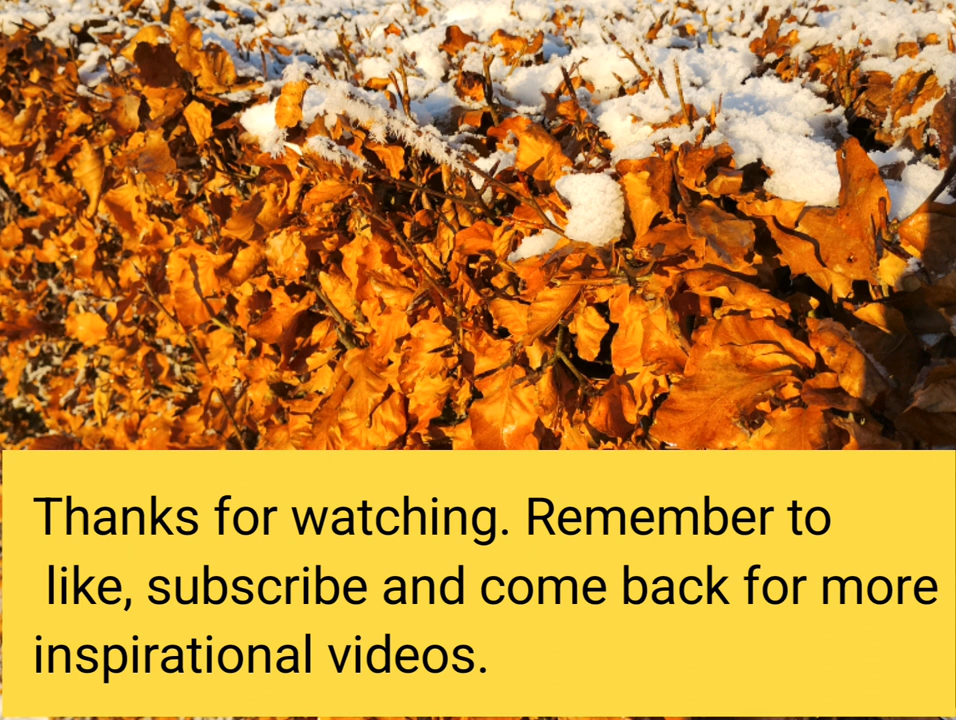 Thanks for watching. Remember to
like, subscribe and come back for more
inspirational videos.